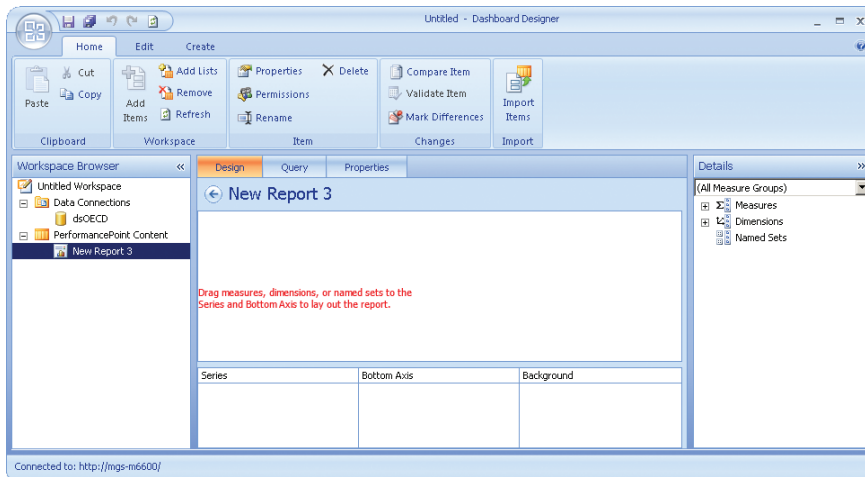 Untitled - Dashboard Designer
Home Edit Create
Paste
Cut
Copy
Clipboard
Add Items
Add Lists
Remove
Refresh
Workspace
Properties
Permissions
Rename
Delete
Item
Compare Item
Validate Item
Mark Differences
Changes
Import Items
Import
Workspace Browser
Untitled Workspace
Data Connections
dsOECD
PerformancePoint Content
New Report 3
Design Query Properties
New Report 3
Drag measures, dimensions, or named sets to the
Series and Bottom Axis to lay out the report.
Series Bottom Axis Background
Details
(All Measure Groups)
Measures
Dimensions
Named Sets
Connected to: http://mgs-m6600/